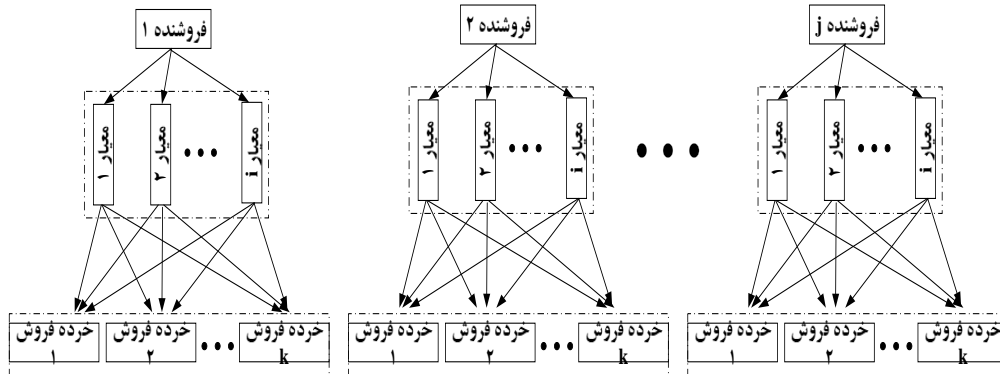 فروشنده ۱
معیار ۱
معیار ۲
معیار i
خرده فروش
۱
خرده فروش
۲
خرده فروش
k
فروشنده ۲
معیار ۱
معیار ۲
معیار i
خرده فروش
۱
خرده فروش
۲
خرده فروش
k
فروشنده j
معیار ۱
معیار ۲
معیار i
خرده فروش
۱
خرده فروش
۲
خرده فروش
k